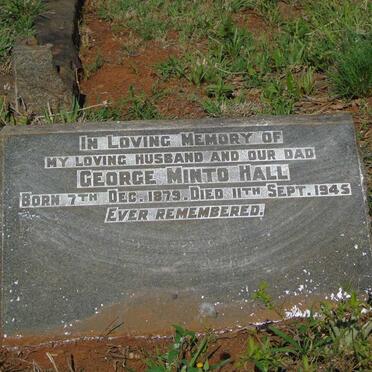 IN LOVING MEMORY OF
MY LOVING HUSBAND AND OUR DAD
GEORGE MINTO HALL
BORN 7TH DEC. 1879. DIED 11TH SEPT. 1945
EVER REMEMBERED.